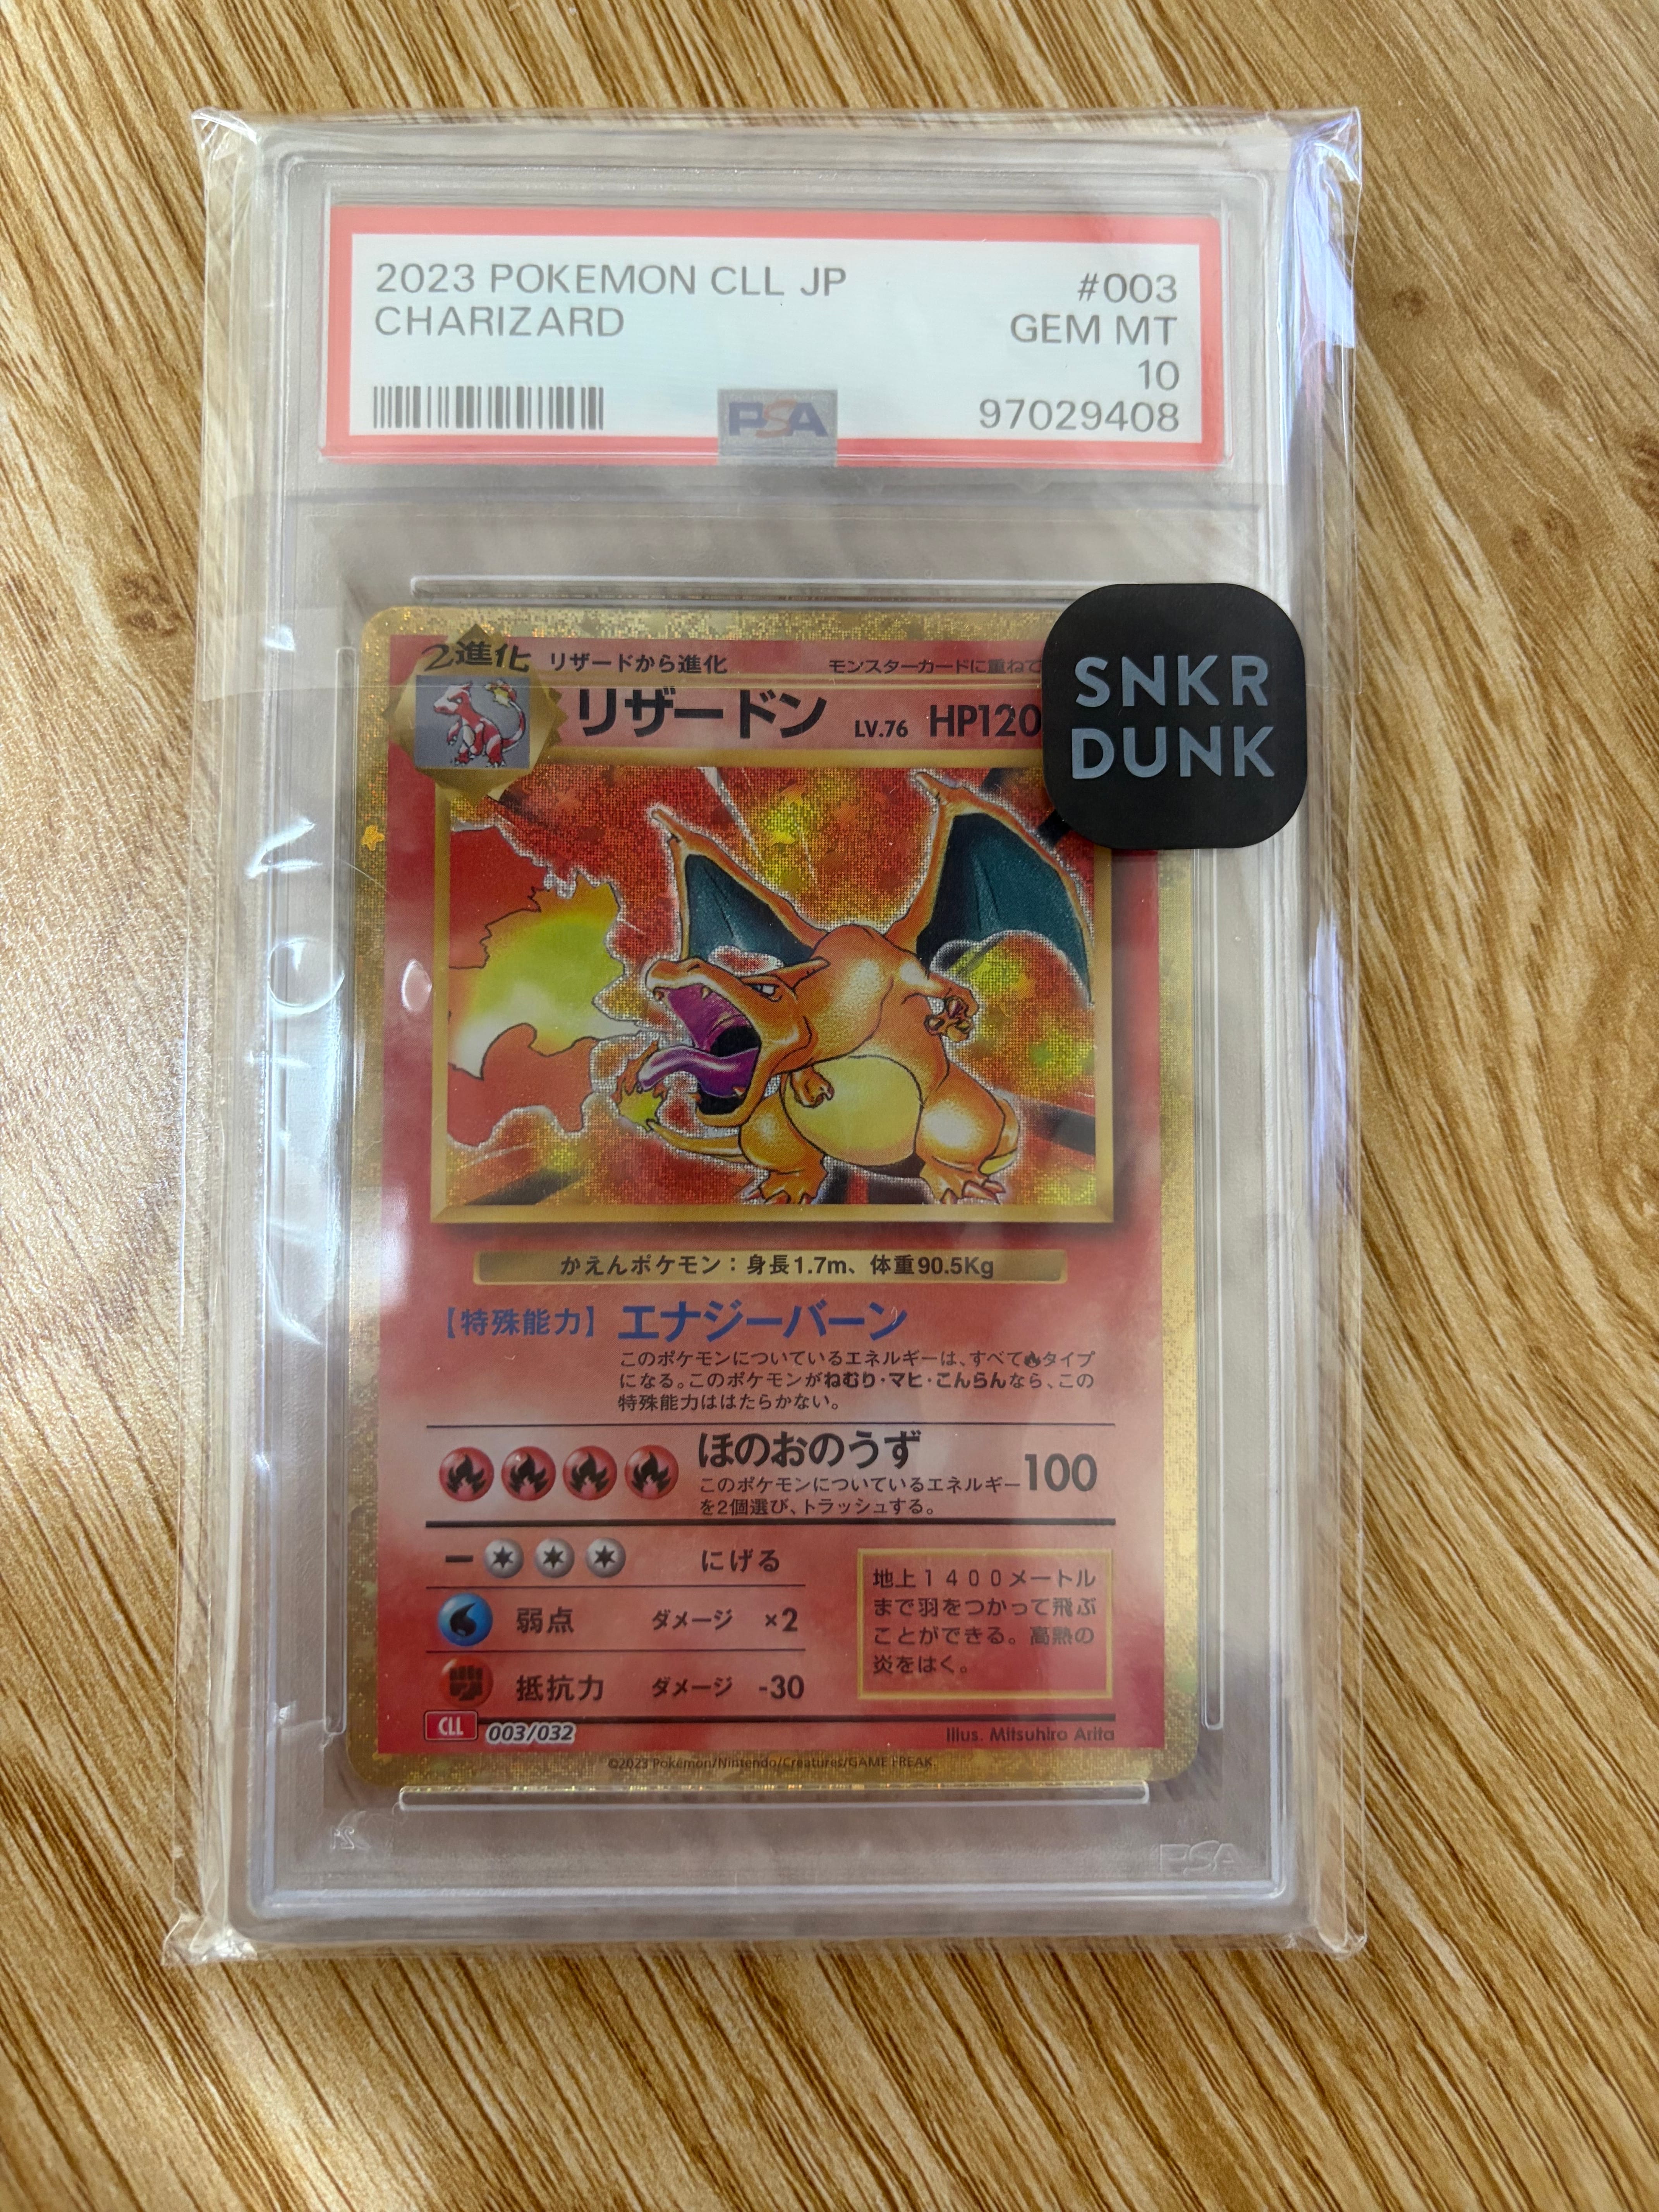 2023 POKEMON CLL JP #003
CHARIZARD GEM MT
10
PSA 97029408
2進化 リザードから進化 モンスターカードに重ねて
リザードン LV.76 HP120
SNKR
DUNK
かえんポケモン：身長1.7m、体重90.5Kg
【特殊能力】 エナジーバーン
このポケモンについているエネルギーは、すべてタイプ
になる。このポケモンがねむり・マヒ・こんらんなら、この
特殊能力ははたらかない。
ほのおのうず 100
このポケモンについているエネルギー
を2個選び、トラッシュする。
にげる
弱点 ダメージ ×2
抵抗力 ダメージ -30
地上1400メートル
まで羽をつかって飛ぶ
ことができる。高熱の
炎をはく。
CLL 003/032 Illus. Mitsuhiro Arita
©2023 Pokémon/Nintendo/Creatures/GAME FREAK
PSA